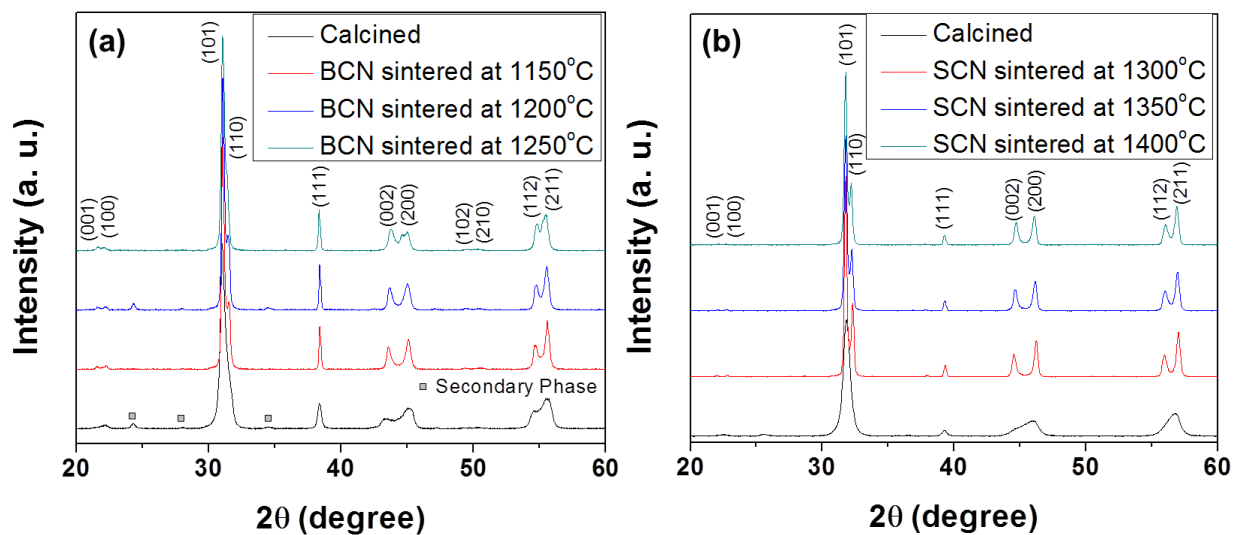 (a)
Calcined
BCN sintered at 1150°C
BCN sintered at 1200°C
BCN sintered at 1250°C
(101)
(110)
(001)
(100)
(111)
(002)
(200)
(102)
(210)
(112)
(211)
Secondary Phase
Intensity (a. u.)
20
30
40
50
60
2θ (degree)
(b)
Calcined
SCN sintered at 1300°C
SCN sintered at 1350°C
SCN sintered at 1400°C
(101)
(110)
(001)
(100)
(111)
(002)
(200)
(112)
(211)
Intensity (a. u.)
20
30
40
50
60
2θ (degree)